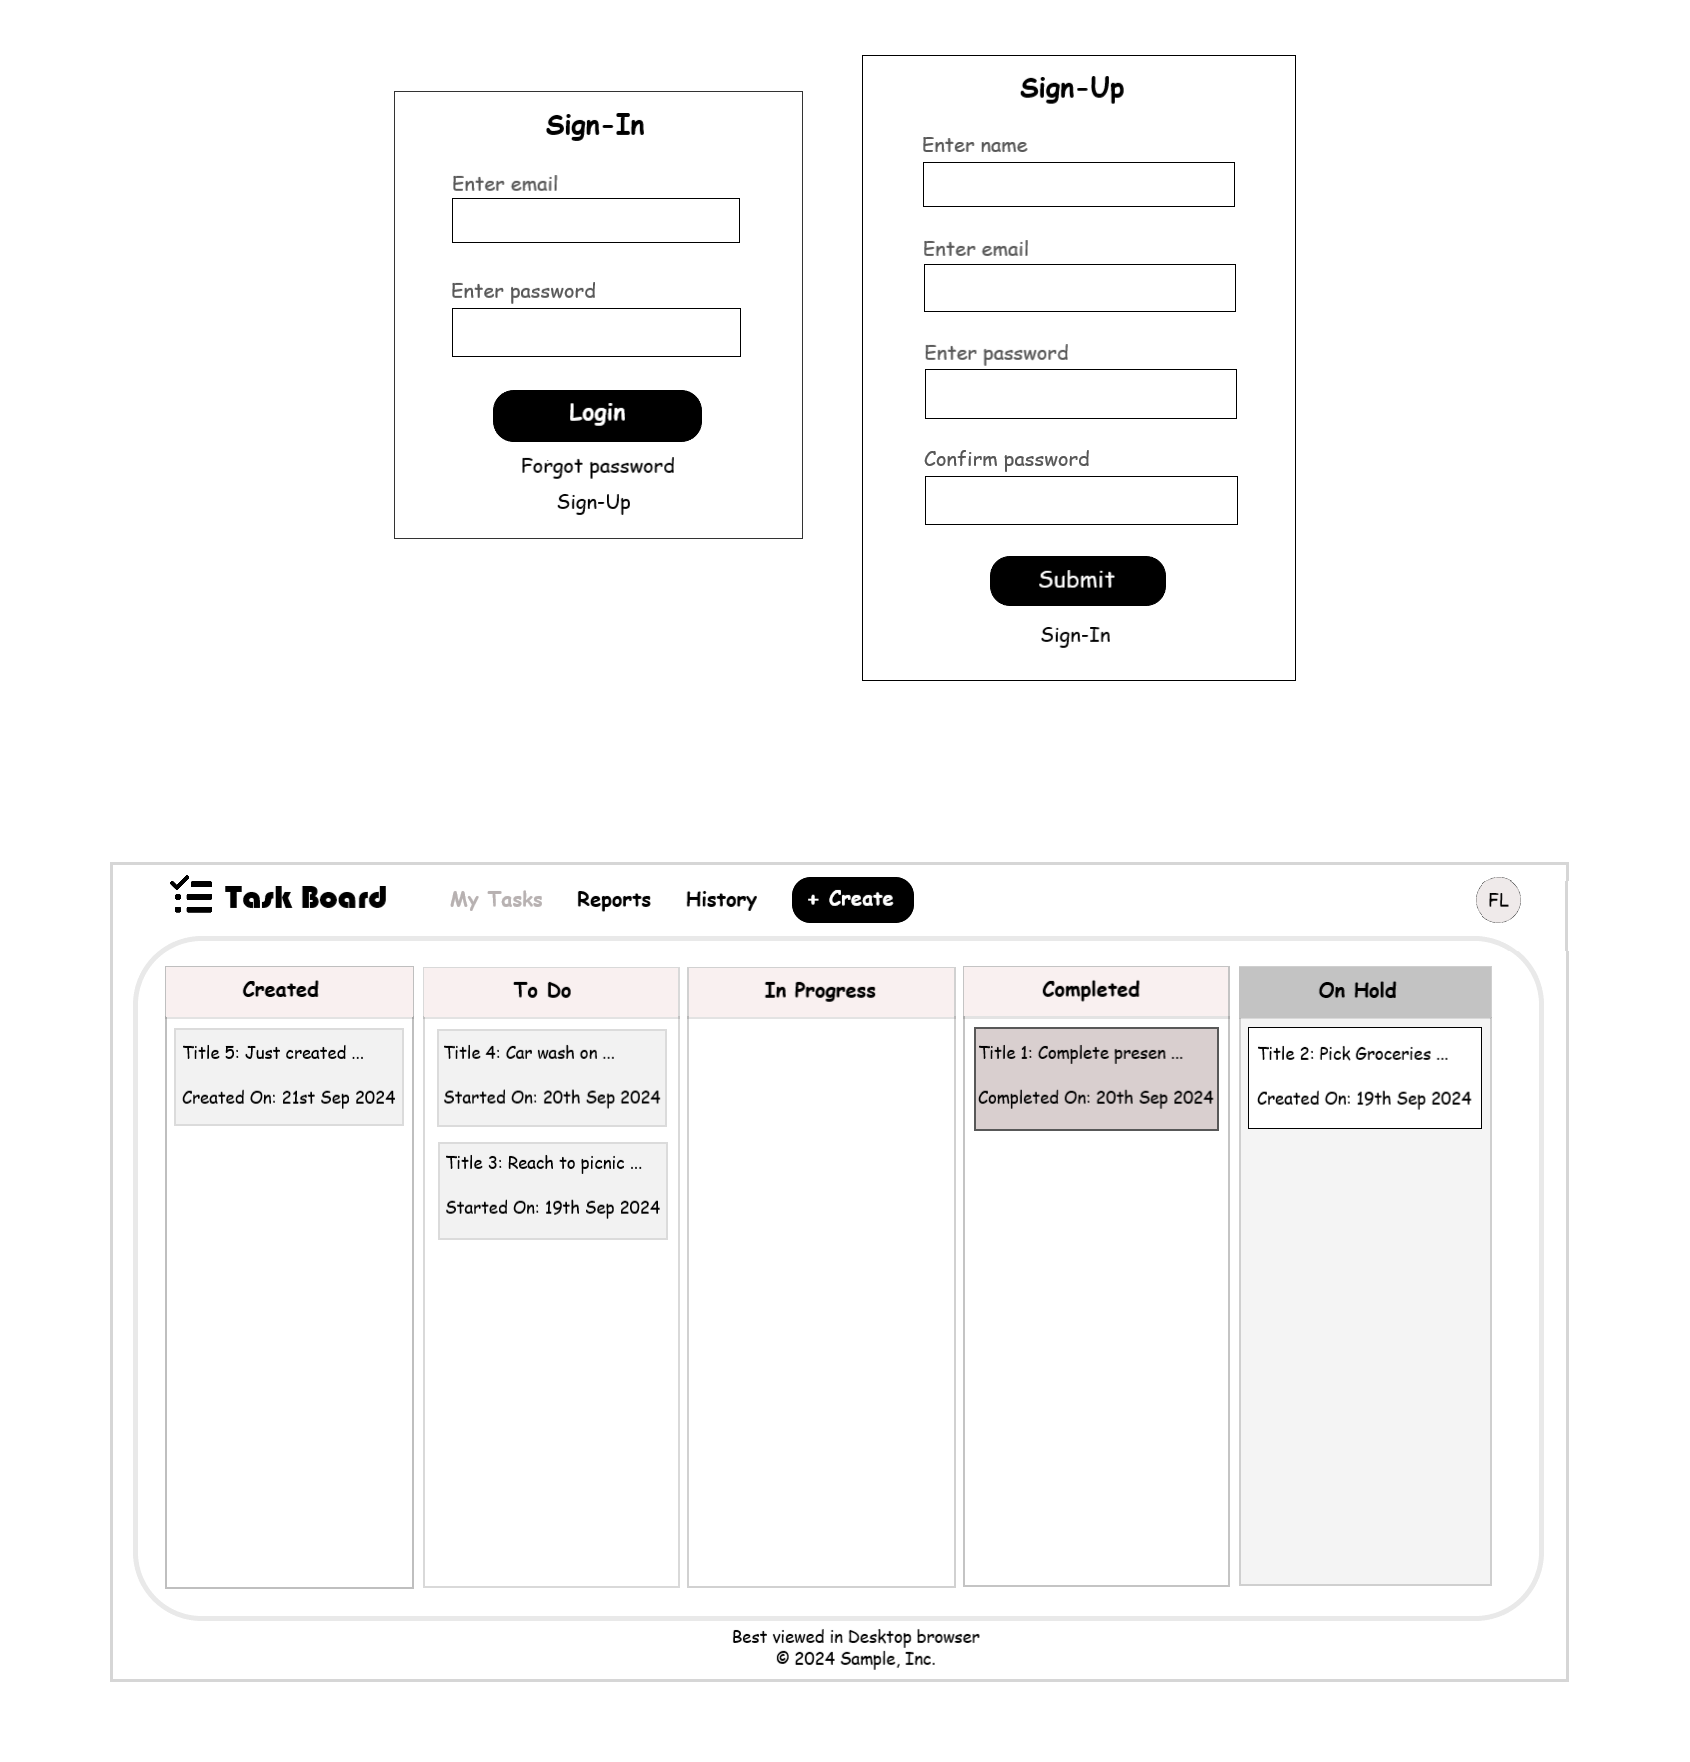 Sign-In
Enter email
Enter password
Login
Forgot password
Sign-Up
Sign-Up
Enter name
Enter email
Enter password
Confirm password
Submit
Sign-In
Task Board My Tasks Reports History + Create FL
Created
Title 5: Just created ...
Created On: 21st Sep 2024
To Do
Title 4: Car wash on ...
Started On: 20th Sep 2024
Title 3: Reach to picnic ...
Started On: 19th Sep 2024
In Progress
Completed
Title 1: Complete presen ...
Completed On: 20th Sep 2024
On Hold
Title 2: Pick Groceries ...
Created On: 19th Sep 2024
Best viewed in Desktop browser
© 2024 Sample, Inc.